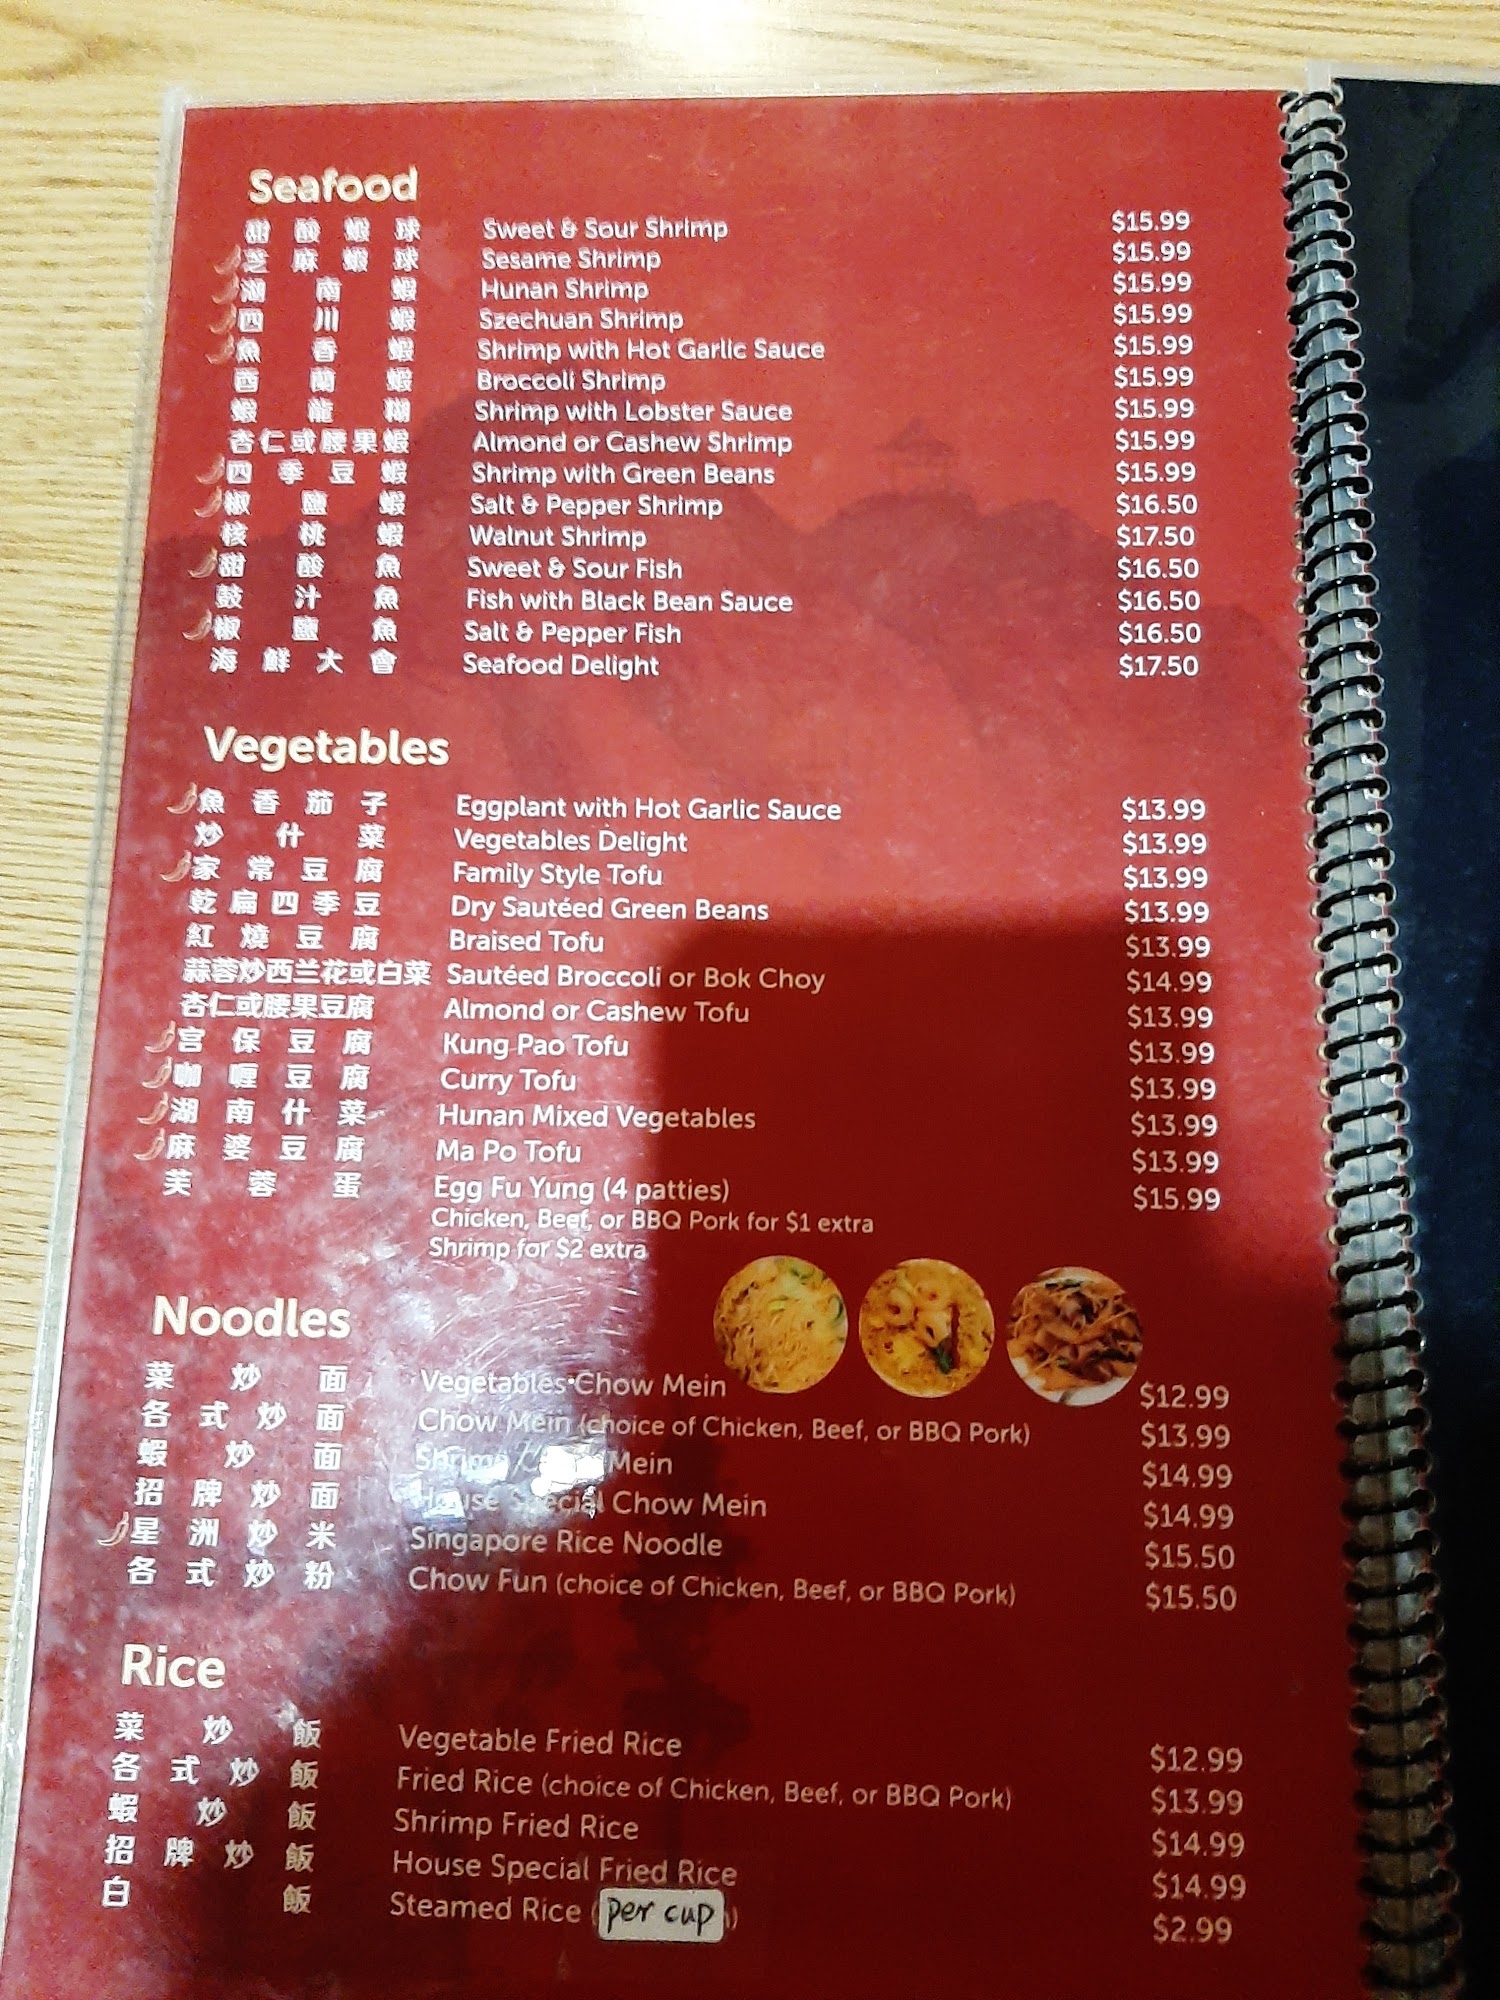 Seafood
甜酸蝦球 Sweet & Sour Shrimp $15.99
芝麻蝦球 Sesame Shrimp $15.99
湖南蝦 Hunan Shrimp $15.99
四川蝦 Szechuan Shrimp $15.99
魚香蝦 Shrimp with Hot Garlic Sauce $15.99
西蘭蝦 Broccoli Shrimp $15.99
蝦龍糊 Shrimp with Lobster Sauce $15.99
杏仁或腰果蝦 Almond or Cashew Shrimp $15.99
四季豆蝦 Shrimp with Green Beans $15.99
椒鹽蝦 Salt & Pepper Shrimp $16.50
核桃蝦 Walnut Shrimp $17.50
甜酸魚 Sweet & Sour Fish $16.50
鼓汁魚 Fish with Black Bean Sauce $16.50
椒鹽魚 Salt & Pepper Fish $16.50
海鮮大會 Seafood Delight $17.50
Vegetables
魚香茄子 Eggplant with Hot Garlic Sauce $13.99
炒什菜 Vegetables Delight $13.99
家常豆腐 Family Style Tofu $13.99
乾扁四季豆 Dry Sautéed Green Beans $13.99
紅燒豆腐 Braised Tofu $13.99
蒜蓉炒西兰花或白菜 Sautéed Broccoli or Bok Choy $14.99
杏仁或腰果豆腐 Almond or Cashew Tofu $13.99
宫保豆腐 Kung Pao Tofu $13.99
咖喱豆腐 Curry Tofu $13.99
湖南什菜 Hunan Mixed Vegetables $13.99
麻婆豆腐 Ma Po Tofu $13.99
芙蓉蛋 Egg Fu Yung (4 patties) $15.99
Chicken, Beef, or BBQ Pork for $1 extra
Shrimp for $2 extra
Noodles
菜炒面 Vegetables Chow Mein $12.99
各式炒面 Chow Mein (choice of Chicken, Beef, or BBQ Pork) $13.99
蝦炒面 Shrimp Chow Mein $14.99
招牌炒面 House Special Chow Mein $14.99
星洲炒米 Singapore Rice Noodle $15.50
各式炒粉 Chow Fun (choice of Chicken, Beef, or BBQ Pork) $15.50
Rice
菜炒飯 Vegetable Fried Rice $12.99
各式炒飯 Fried Rice (choice of Chicken, Beef, or BBQ Pork) $13.99
蝦炒飯 Shrimp Fried Rice $14.99
招牌炒飯 House Special Fried Rice $14.99
白飯 Steamed Rice (per cup) $2.99